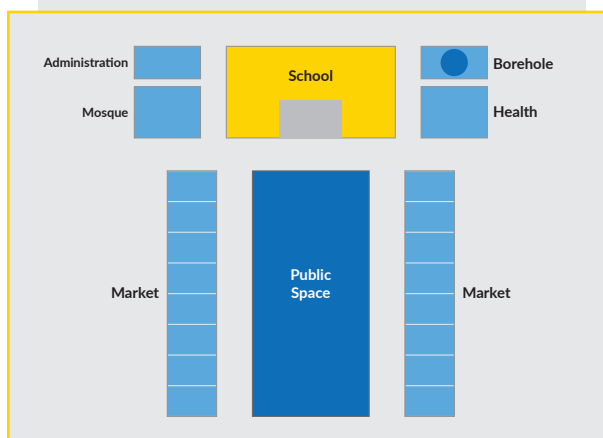 Administration
School
Borehole
Mosque
Health
Public
Space
Market
Market